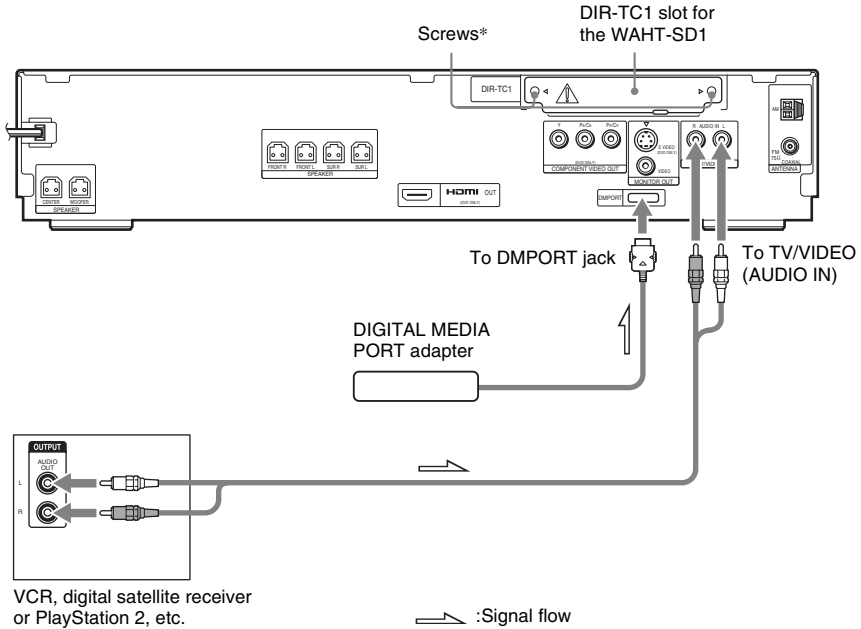 DIR-TC1 slot for
the WAHT-SD1
Screws*
DIR-TC1
Y PB/CB PR/CR
(DVD ONLY)
COMPONENT VIDEO OUT
S VIDEO
(DVD ONLY)
VIDEO
MONITOR OUT
R AUDIO IN L
AM
FM
75Ω
COAXIAL
ANTENNA
FRONT R FRONT L SUR R SUR L
SPEAKER
CENTER WOOFER
SPEAKER
HDMI OUT
(DVD ONLY)
DMPORT
To DMPORT jack
To TV/VIDEO
(AUDIO IN)
DIGITAL MEDIA
PORT adapter
OUTPUT
AUDIO
OUT
L
R
VCR, digital satellite receiver
or PlayStation 2, etc.
:Signal flow